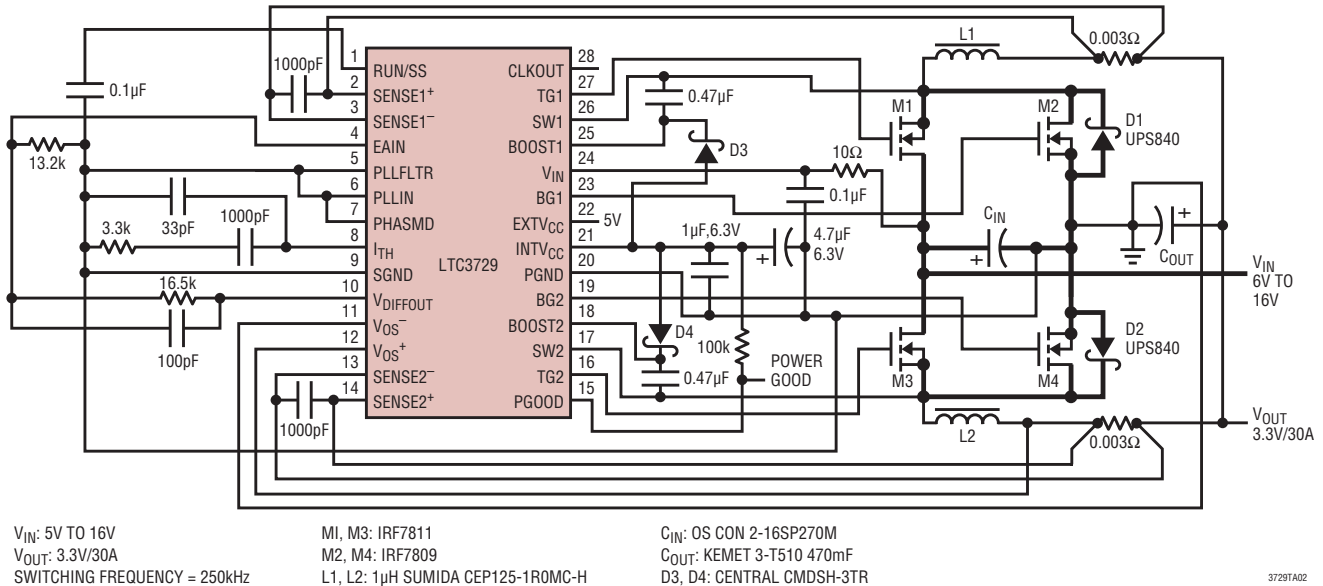 L1
0.003Ω
0.1µF
1000pF
1
2
3
4
5
6
7
8
9
10
11
12
13
14
RUN/SS
SENSE1+
SENSE1−
EAIN
PLLFLTR
PLLIN
PHASMD
ITH
SGND
VDIFFOUT
VOS−
VOS+
SENSE2−
SENSE2+
LTC3729
CLKOUT
TG1
SW1
BOOST1
VIN
BG1
EXTVCC
INTVCC
PGND
BG2
BOOST2
SW2
TG2
PGOOD
28
27
26
25
24
23
22
21
20
19
18
17
16
15
13.2k
33pF
3.3k
1000pF
16.5k
100pF
1000pF
0.47µF
D3
10Ω
0.1µF
5V
1µF,6.3V
4.7µF
6.3V
D4
100k
0.47µF
POWER
GOOD
M1
M2
D1
UPS840
CIN
+
+
+
COUT
VIN
6V TO
16V
M3
M4
D2
UPS840
L2
0.003Ω
VOUT
3.3V/30A
VIN: 5V TO 16V
VOUT: 3.3V/30A
SWITCHING FREQUENCY = 250kHz
MI, M3: IRF7811
M2, M4: IRF7809
L1, L2: 1µH SUMIDA CEP125-1R0MC-H
CIN: OS CON 2-16SP270M
COUT: KEMET 3-T510 470mF
D3, D4: CENTRAL CMDSH-3TR
3729TA02